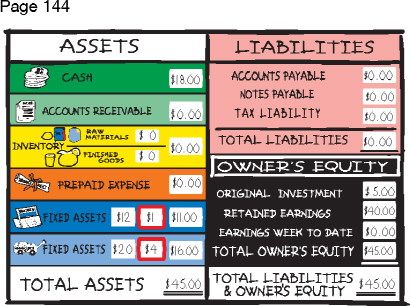 Page 144
ASSETS
CASH $18.00
ACCOUNTS RECEIVABLE $0.00
INVENTORY RAW MATERIALS $ 0 FINISHED GOODS $ 0 $0.00
PREPAID EXPENSE $0.00
FIXED ASSETS $12 $1 $11.00
FIXED ASSETS $20 $4 $16.00
TOTAL ASSETS $45.00
LIABILITIES
ACCOUNTS PAYABLE $0.00
NOTES PAYABLE $0.00
TAX LIABILITY $0.00
TOTAL LIABILITIES $0.00
OWNER'S EQUITY
ORIGINAL INVESTMENT $ 5.00
RETAINED EARNINGS $40.00
EARNINGS WEEK TO DATE $0.00
TOTAL OWNER'S EQUITY $45.00
TOTAL LIABILITIES
& OWNER'S EQUITY $45.00